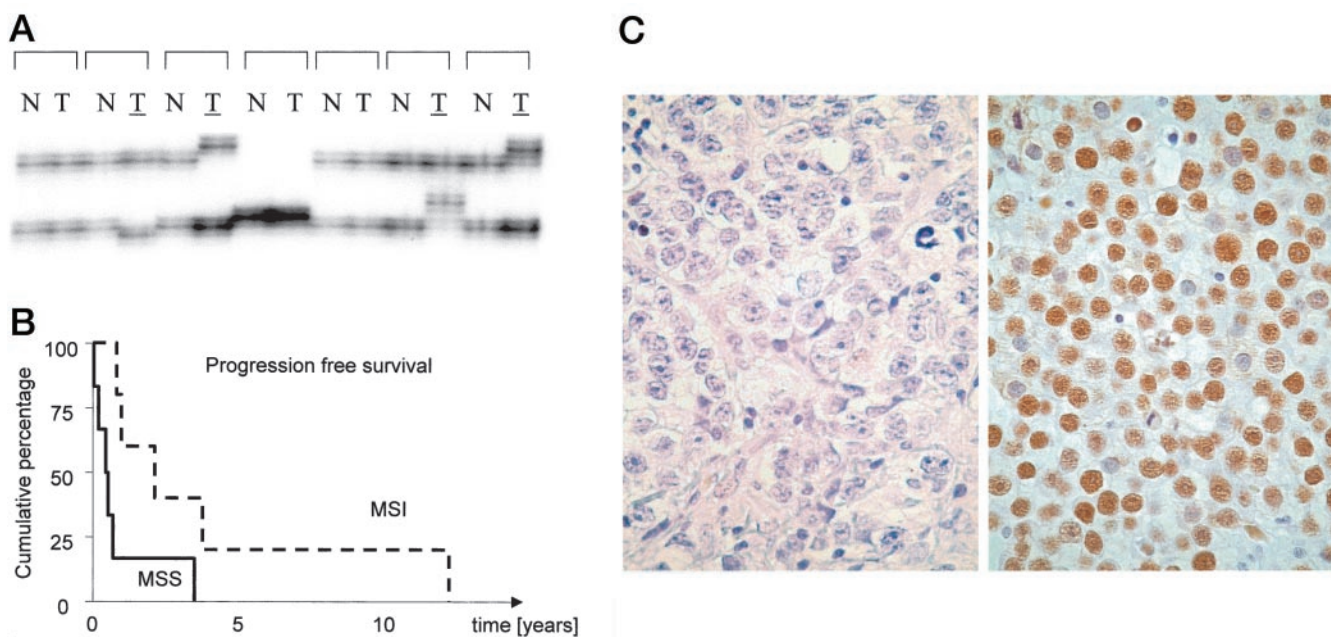 A
N T N T N T N T N T N T N T
B
100
75
50
25
0
Cumulative percentage
Progression free survival
MSI
MSS
0 5 10 time [years]
C